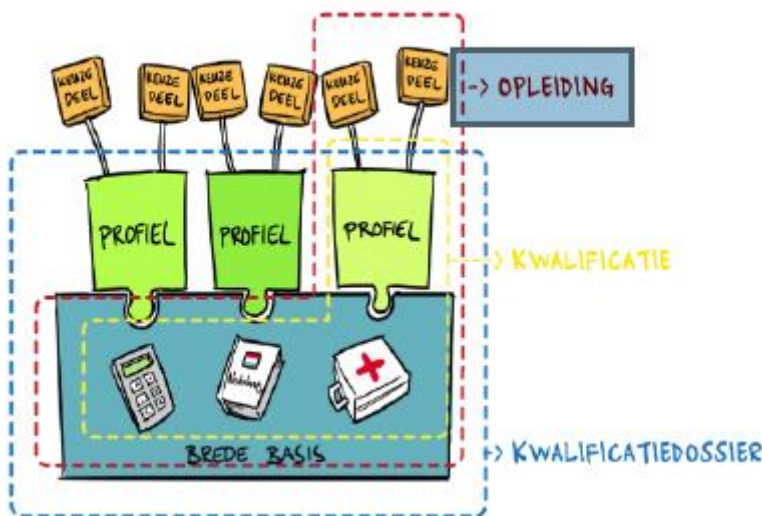 KEUZE
DEEL
KEUZE
DEEL
KEUZE
DEEL
KEUZE
DEEL
KEUZE
DEEL
KEUZE
DEEL
OPLEIDING
PROFIEL
PROFIEL
PROFIEL
KWALIFICATIE
BREDE BASIS
KWALIFICATIEDOSSIER